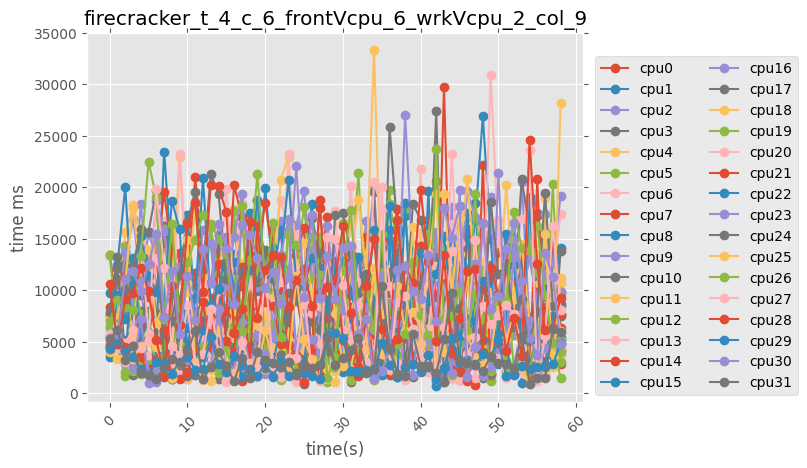 firecracker_t_4_c_6_frontVcpu_6_wrkVcpu_2_col_9
35000
30000
25000
20000
15000
10000
5000
0
time ms
0
10
20
30
40
50
60
time(s)
cpu0
cpu1
cpu2
cpu3
cpu4
cpu5
cpu6
cpu7
cpu8
cpu9
cpu10
cpu11
cpu12
cpu13
cpu14
cpu15
cpu16
cpu17
cpu18
cpu19
cpu20
cpu21
cpu22
cpu23
cpu24
cpu25
cpu26
cpu27
cpu28
cpu29
cpu30
cpu31